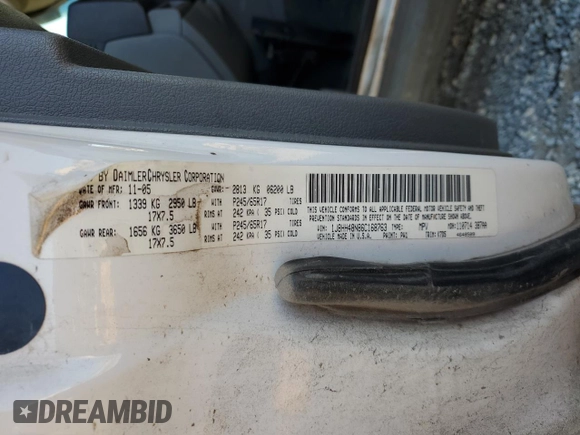 BY DAIMLERCHRYSLER CORPORATION
DATE OF MFR: 11-05 GVWR: 2813 KG 06200 LB
GAWR FRONT: 1339 KG 2950 LB WITH P245/65R17 TIRES
17X7.5 RIMS AT 242 KPA ( 35 PSI) COLD
GAWR REAR: 1656 KG 3650 LB WITH P245/65R17 TIRES
17X7.5 RIMS AT 242 KPA ( 35 PSI) COLD
THIS VEHICLE CONFORMS TO ALL APPLICABLE FEDERAL MOTOR VEHICLE SAFETY AND THEFT
PREVENTION STANDARDS IN EFFECT ON THE DATE OF MANUFACTURE SHOWN ABOVE.
VIN: TYPE: MPV
MADE IN U.S.A. PAINT: PW1 TRIM:
DREAMBID